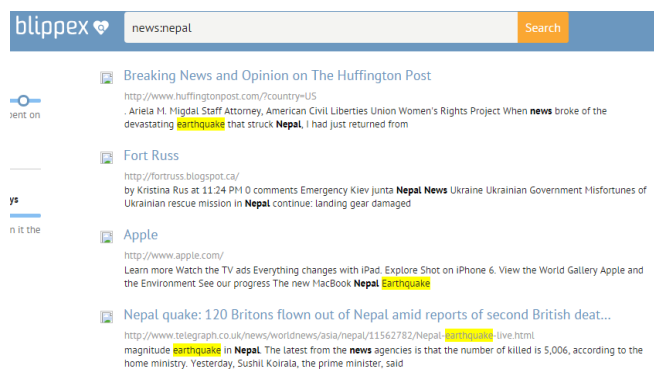 blippex
news:nepal
Search
Breaking News and Opinion on The Huffington Post
http://www.huffingtonpost.com/?country=US
. Ariela M. Migdal Staff Attorney, American Civil Liberties Union Women's Rights Project When news broke of the
devastating earthquake that struck Nepal, I had just returned from
ent on
Fort Russ
http://fortruss.blogspot.ca/
by Kristina Rus at 11:24 PM 0 comments Emergency Kiev junta Nepal News Ukraine Ukrainian Government Misfortunes of
Ukrainian rescue mission in Nepal continue: landing gear damaged
ys
n it the
Apple
http://www.apple.com/
Learn more Watch the TV ads Everything changes with iPad. Explore Shot on iPhone 6. View the World Gallery Apple and
the Environment See our progress The new MacBook Nepal Earthquake
Nepal quake: 120 Britons flown out of Nepal amid reports of second British deat...
http://www.telegraph.co.uk/news/worldnews/asia/nepal/11562782/Nepal-earthquake-live.html
magnitude earthquake in Nepal. The latest from the news agencies is that the number of killed is 5,006, according to the
home ministry. Yesterday, Sushil Koirala, the prime minister, said